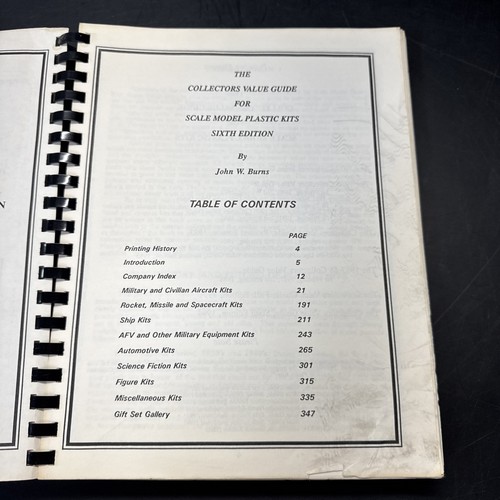 THE
COLLECTORS VALUE GUIDE
FOR
SCALE MODEL PLASTIC KITS
SIXTH EDITION
By
John W. Burns
TABLE OF CONTENTS
PAGE
Printing History 4
Introduction 5
Company Index 12
Military and Civilian Aircraft Kits 21
Rocket, Missile and Spacecraft Kits 191
Ship Kits 211
AFV and Other Military Equipment Kits 243
Automotive Kits 265
Science Fiction Kits 301
Figure Kits 315
Miscellaneous Kits 335
Gift Set Gallery 347